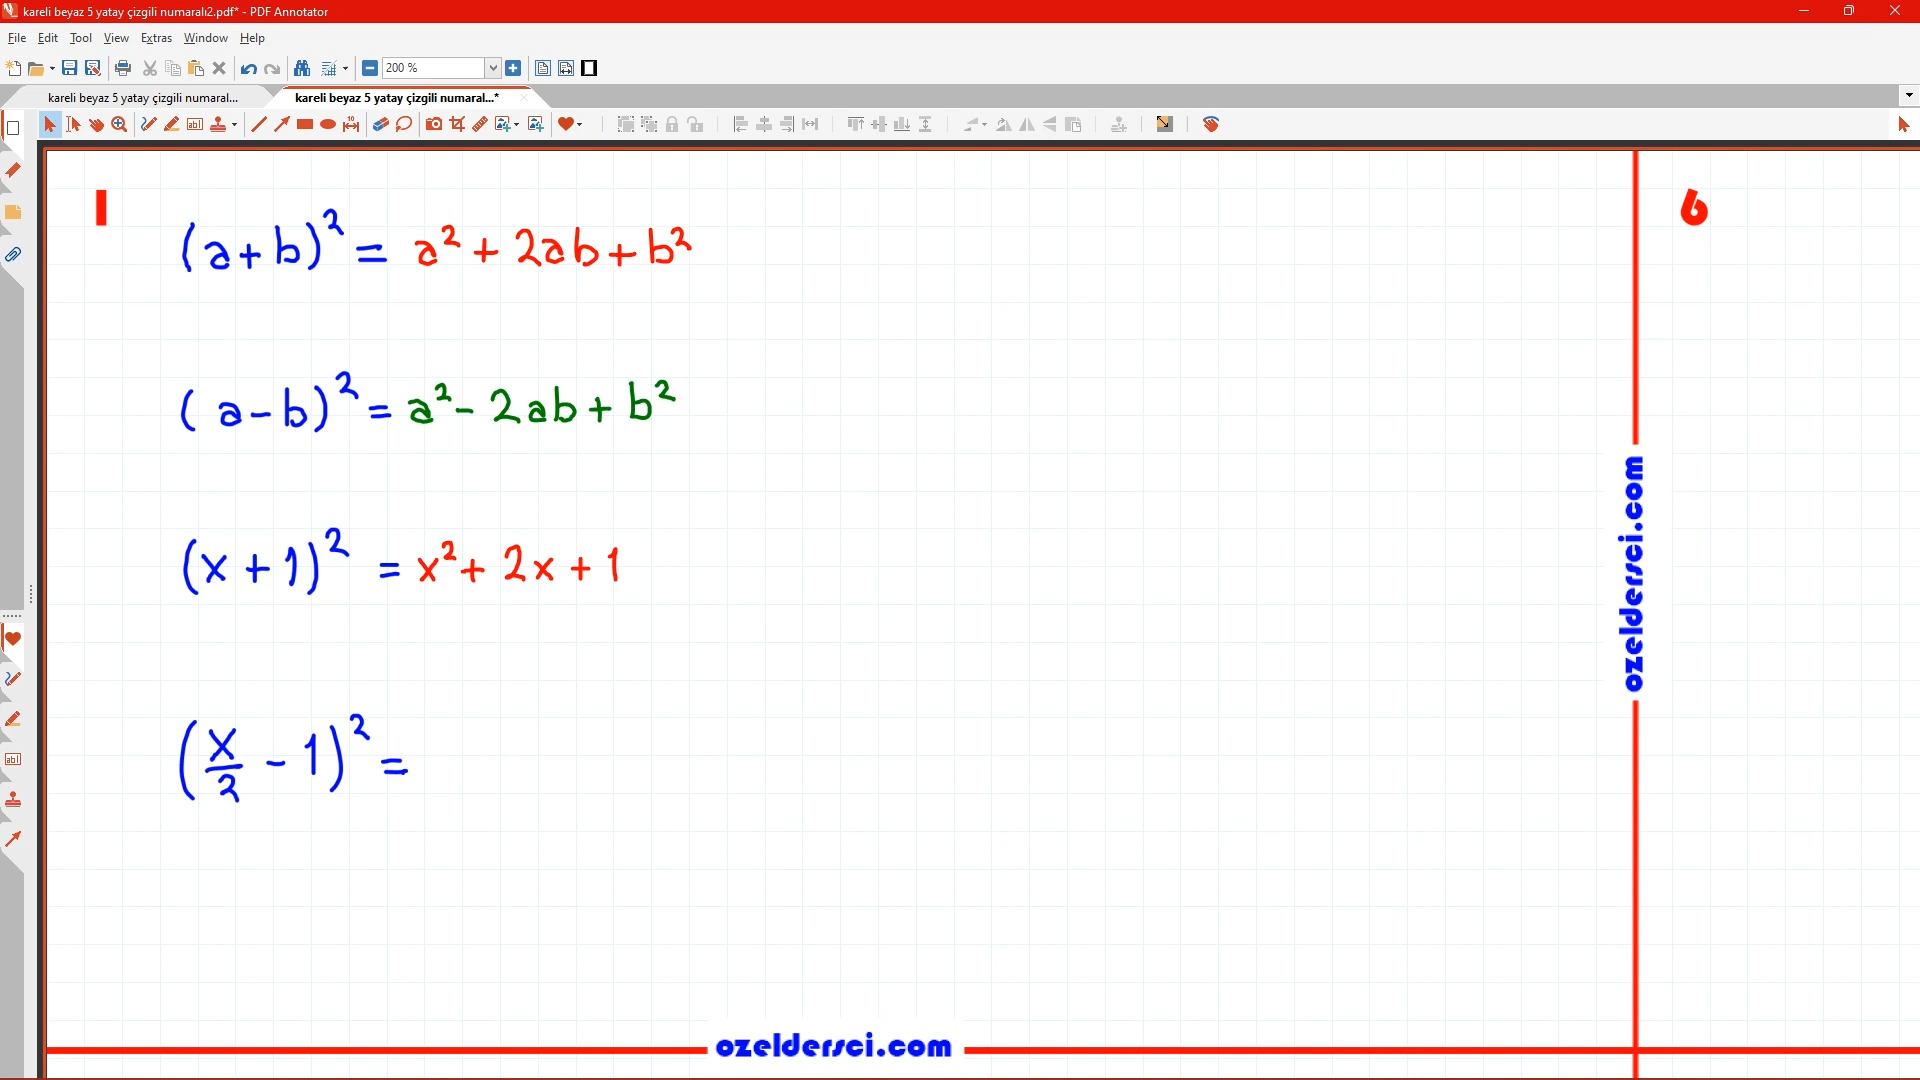 kareli beyaz 5 yatay çizgili numaralı2.pdf* - PDF Annotator
File Edit Tool View Extras Window Help
200 %
kareli beyaz 5 yatay çizgili numaral...
kareli beyaz 5 yatay çizgili numaral...*
1
6
(a+b)² = a² + 2ab + b²
(a-b)² = a² - 2ab + b²
(x + 1)² = x² + 2x + 1
(x/2 - 1)² =
ozeldersci.com
ozeldersci.com